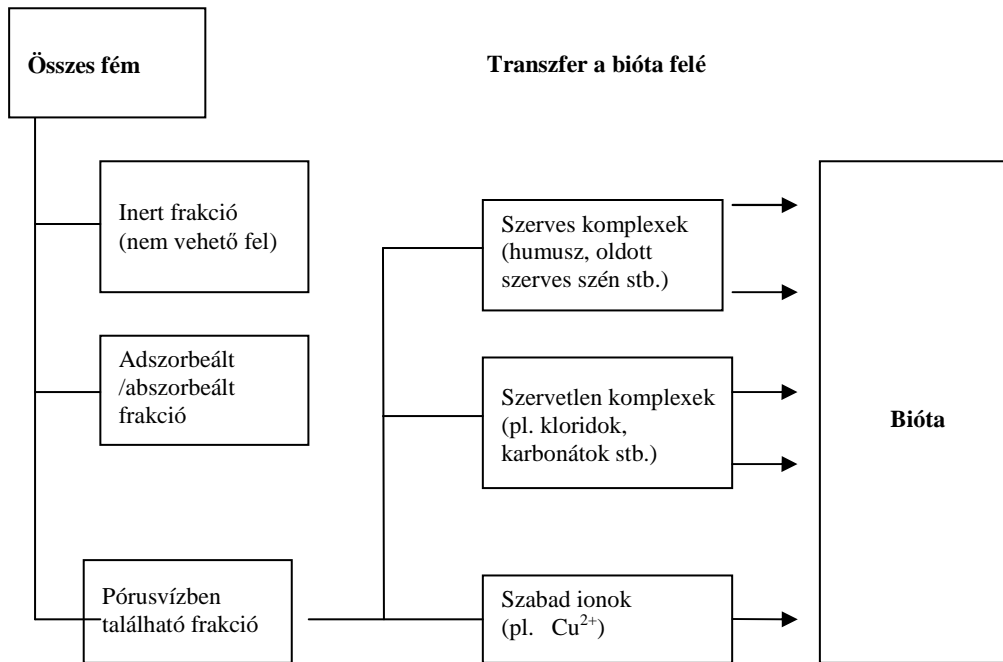 Összes fém
Transzfer a bióta felé
Inert frakció
(nem vehető fel)
Adszorbeált
/abszorbeált
frakció
Pórusvízben
található frakció
Szerves komplexek
(humusz, oldott
szerves szén stb.)
Szervetlen komplexek
(pl. kloridok,
karbonátok stb.)
Szabad ionok
(pl. Cu²⁺)
Bióta